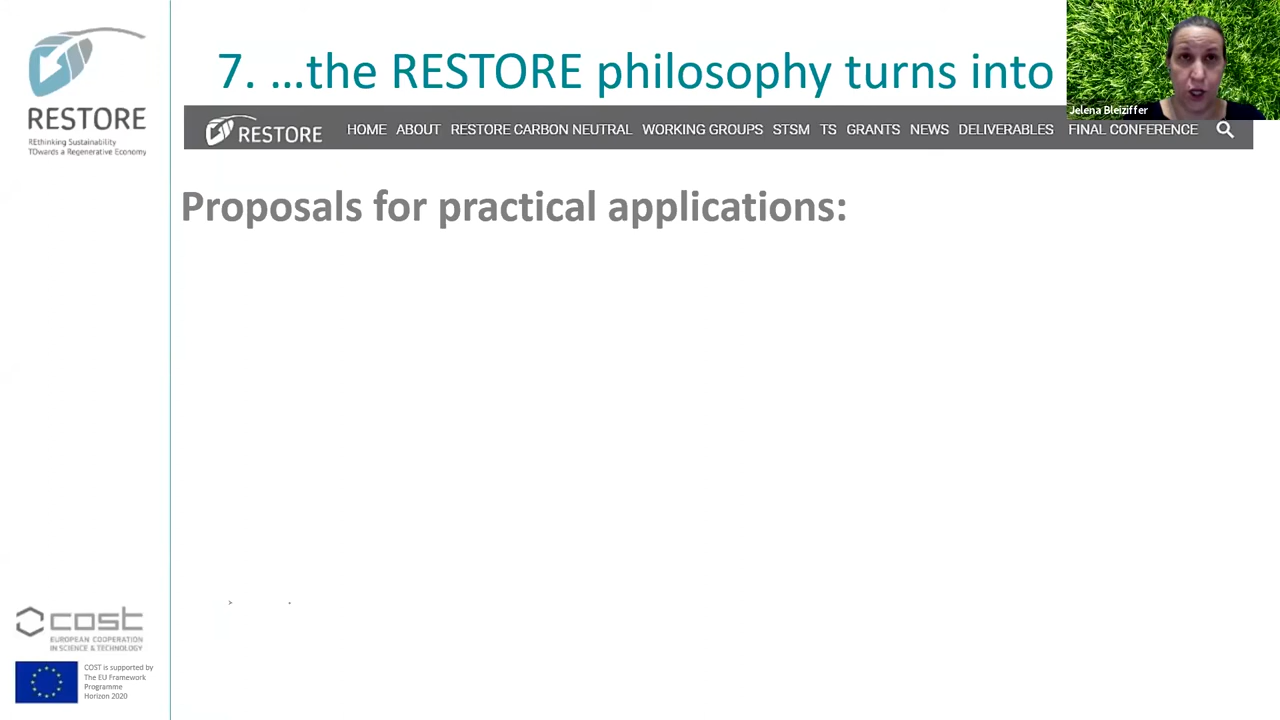 7. …the RESTORE philosophy turns into
Jelena Bleiziffer
RESTORE
REthinking Sustainability
TOwards a Regenerative Economy
RESTORE HOME ABOUT RESTORE CARBON NEUTRAL WORKING GROUPS STSM TS GRANTS NEWS DELIVERABLES FINAL CONFERENCE
Proposals for practical applications:
cost
EUROPEAN COOPERATION
IN SCIENCE & TECHNOLOGY
COST is supported by
The EU Framework
Programme
Horizon 2020